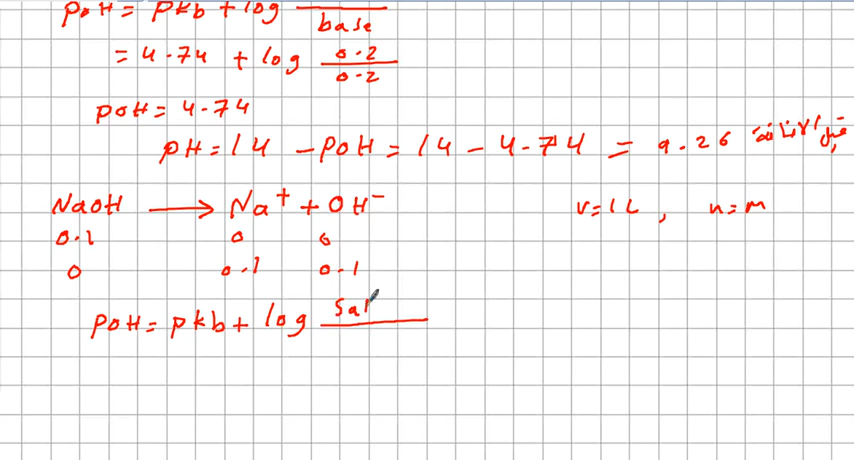 POH = Pkb + log ―/base
= 4.74 + log 0.2/0.2
POH = 4.74
PH = 14 - POH = 14 - 4.74 = 9.26 قبل الاضافة
NaOH → Na+ + OH-
V = 1L , n = M
0.1 0 0
0 0.1 0.1
POH = Pkb + log Sal